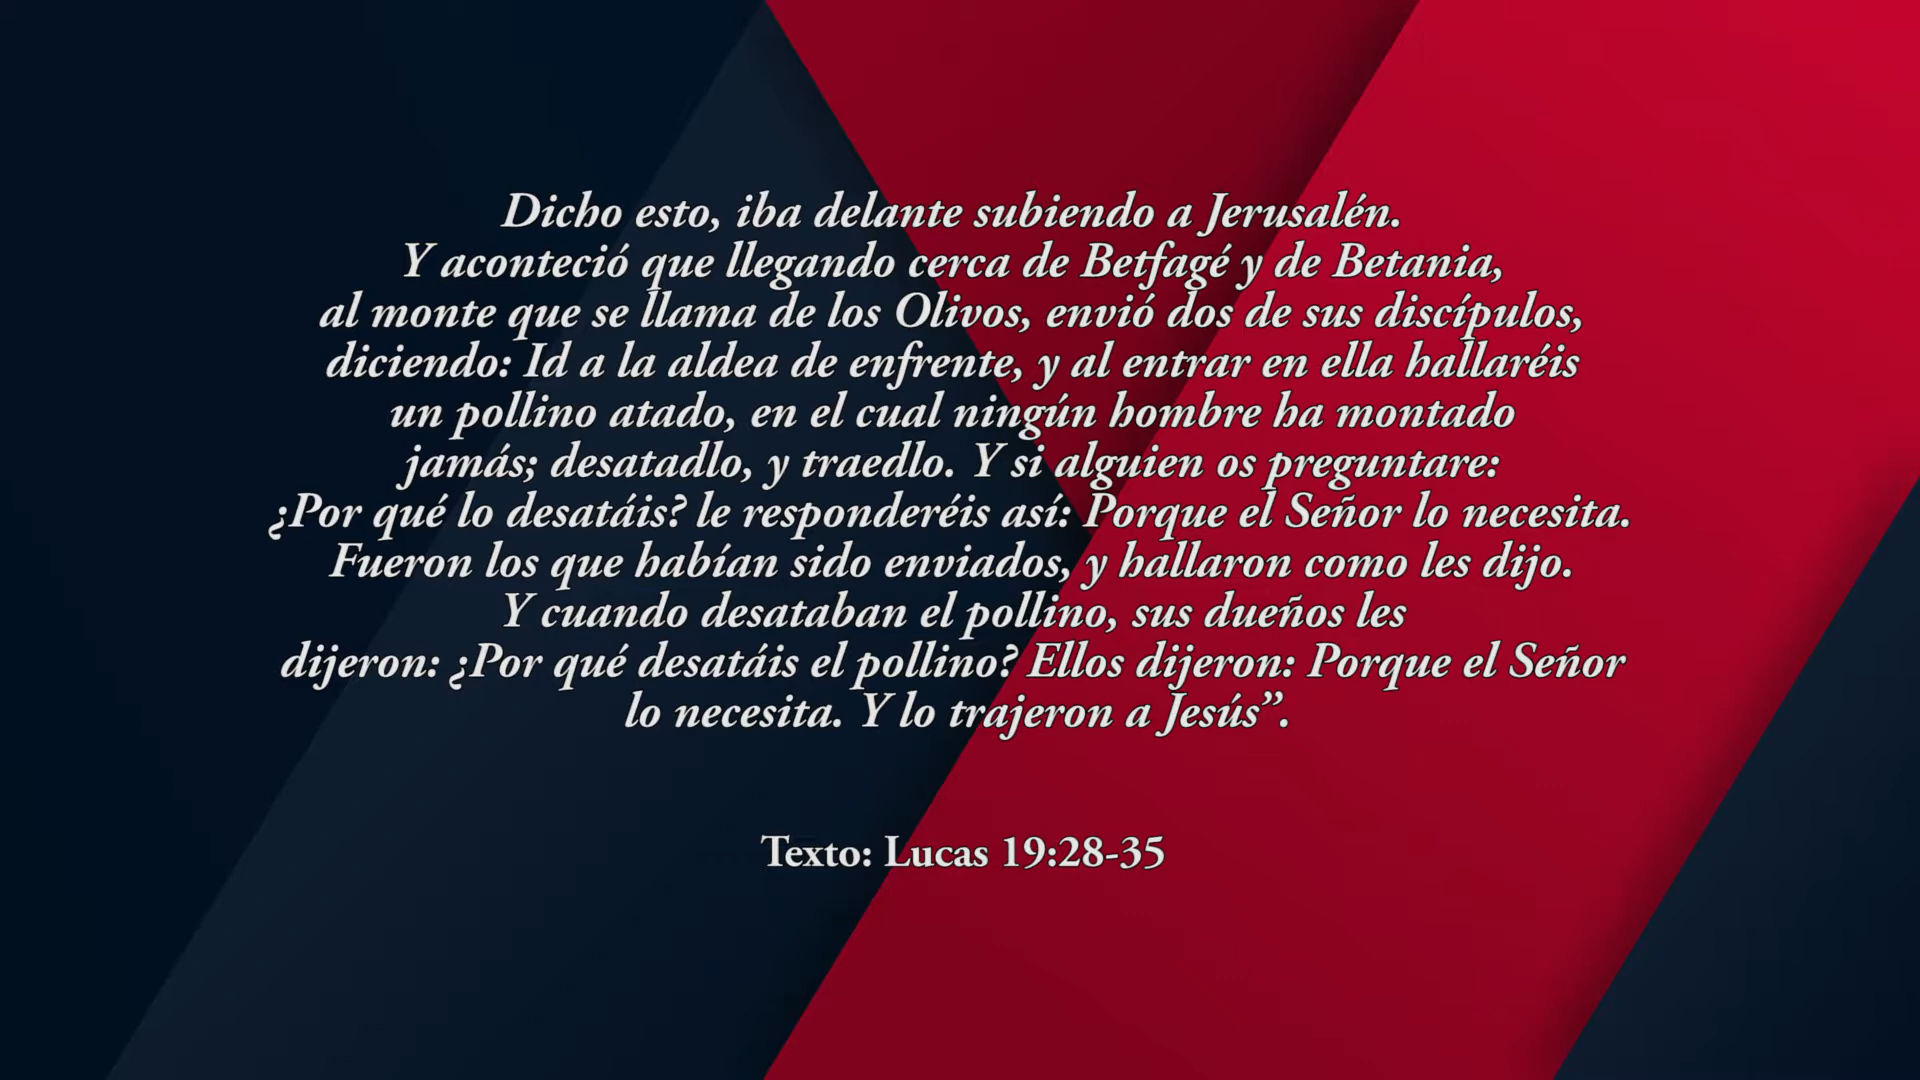 Dicho esto, iba delante subiendo a Jerusalén.
Y aconteció que llegando cerca de Betfagé y de Betania,
al monte que se llama de los Olivos, envió dos de sus discípulos,
diciendo: Id a la aldea de enfrente, y al entrar en ella hallaréis
un pollino atado, en el cual ningún hombre ha montado
jamás; desatadlo, y traedlo. Y si alguien os preguntare:
¿Por qué lo desatáis? le responderéis así: Porque el Señor lo necesita.
Fueron los que habían sido enviados, y hallaron como les dijo.
Y cuando desataban el pollino, sus dueños les
dijeron: ¿Por qué desatáis el pollino? Ellos dijeron: Porque el Señor
lo necesita. Y lo trajeron a Jesús”.
Texto: Lucas 19:28-35